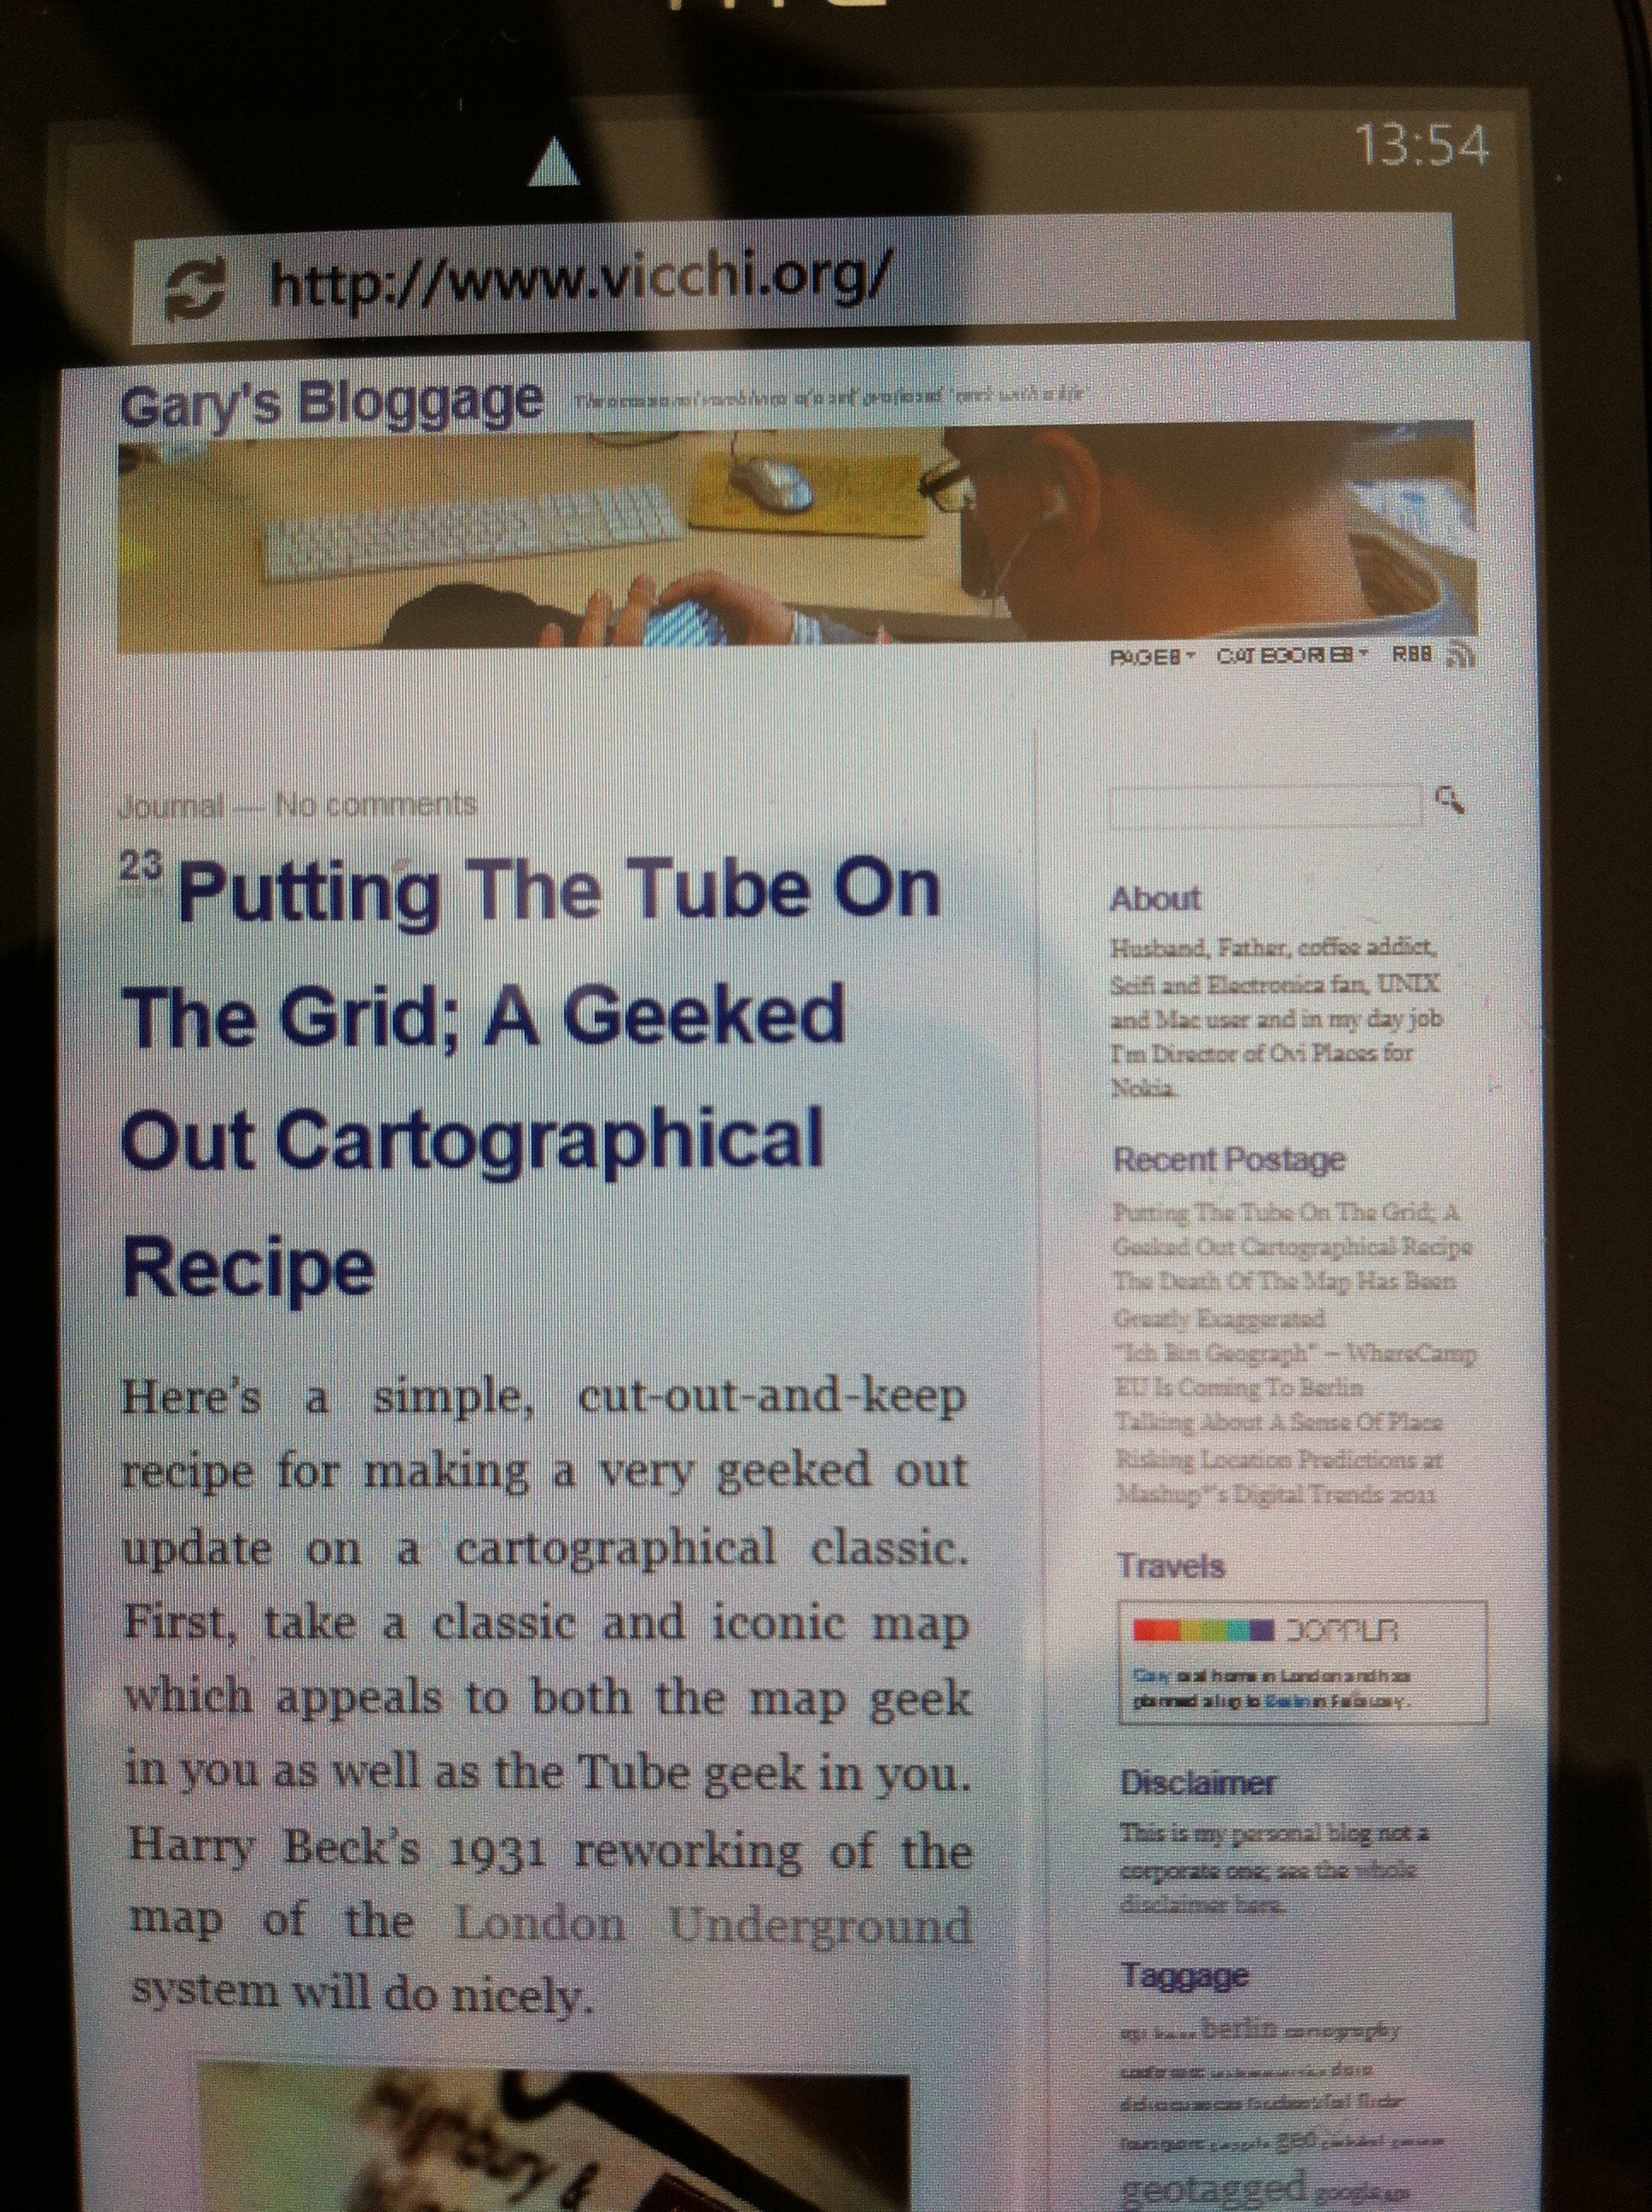 13:54
http://www.vicchi.org/
Gary's Bloggage
PAGES CATEGORIES RSS
Journal — No comments
23 Putting The Tube On
The Grid; A Geeked
Out Cartographical
Recipe
Here's a simple, cut-out-and-keep
recipe for making a very geeked out
update on a cartographical classic.
First, take a classic and iconic map
which appeals to both the map geek
in you as well as the Tube geek in you.
Harry Beck's 1931 reworking of the
map of the London Underground
system will do nicely.
Highbury &
About
Husband, Father, coffee addict,
Scifi and Electronica fan, UNIX
and Mac user and in my day job
I'm Director of Ovi Places for
Nokia.
Recent Postage
Putting The Tube On The Grid; A
Geeked Out Cartographical Recipe
The Death Of The Map Has Been
Greatly Exaggerated
"Ich Bin Geograph" – WhereCamp
EU Is Coming To Berlin
Talking About A Sense Of Place
Risking Location Predictions at
Mashup*'s Digital Trends 2011
Travels
DOPPLR
Gary is at home in London and has
planned a trip to Berlin in February.
Disclaimer
This is my personal blog not a
corporate one; see the whole
disclaimer here.
Taggage
berlin cartography
data
flickr
geo
geotagged google